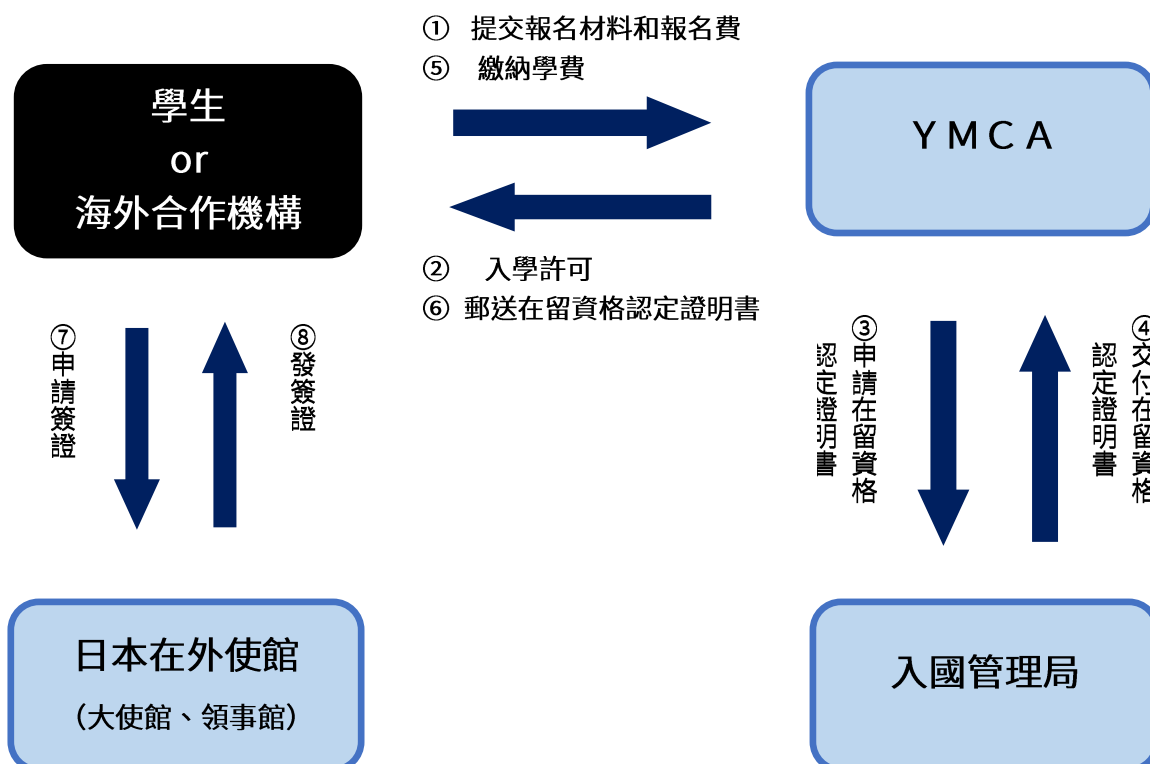 ① 提交報名材料和報名費
⑤ 繳納學費
學生
or
海外合作機構
ＹＭＣＡ
② 入學許可
⑥ 郵送在留資格認定證明書
⑦申請簽證
⑧發簽證
③申請在留資格
認定證明書
④交付在留資格
認定證明書
日本在外使館
（大使館、領事館）
入國管理局